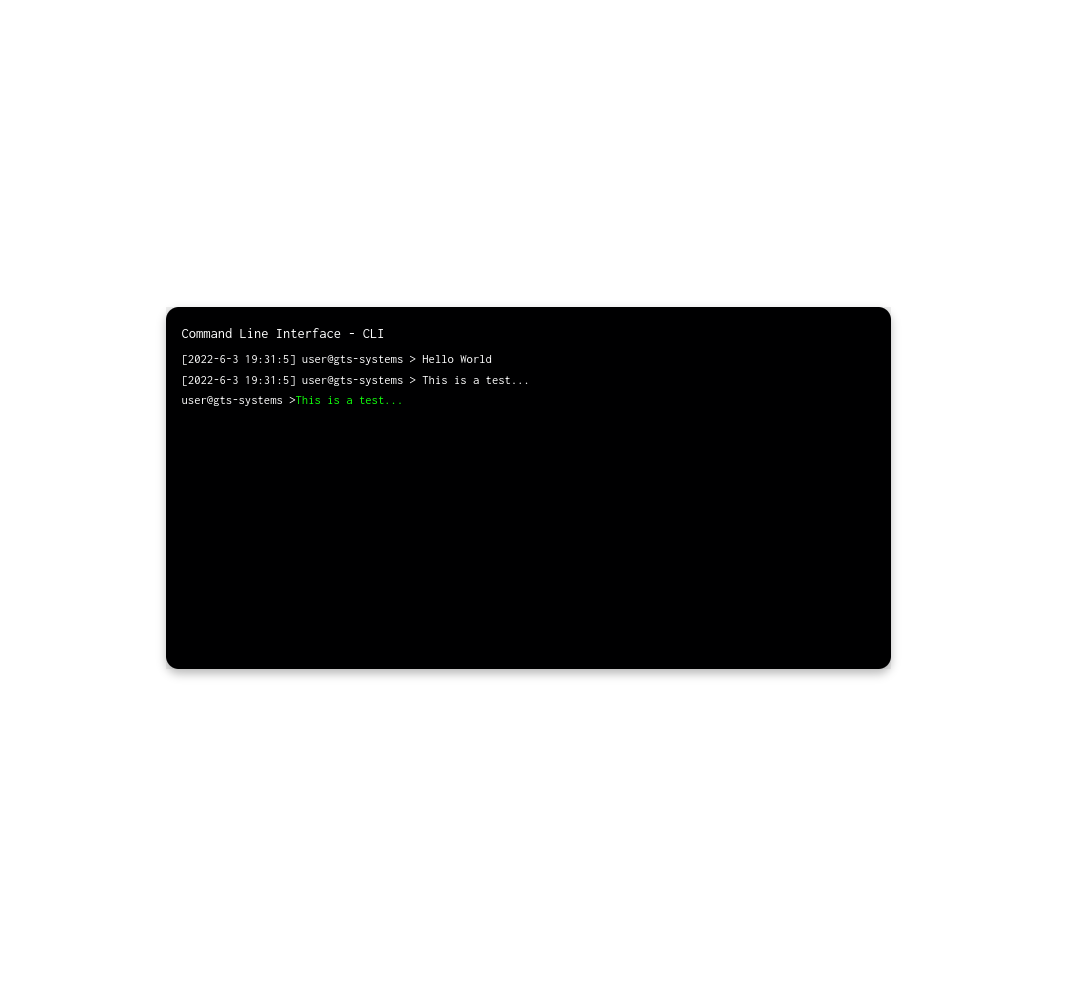 Command Line Interface - CLI
[2022-6-3 19:31:5] user@gts-systems > Hello World
[2022-6-3 19:31:5] user@gts-systems > This is a test...
user@gts-systems >This is a test...